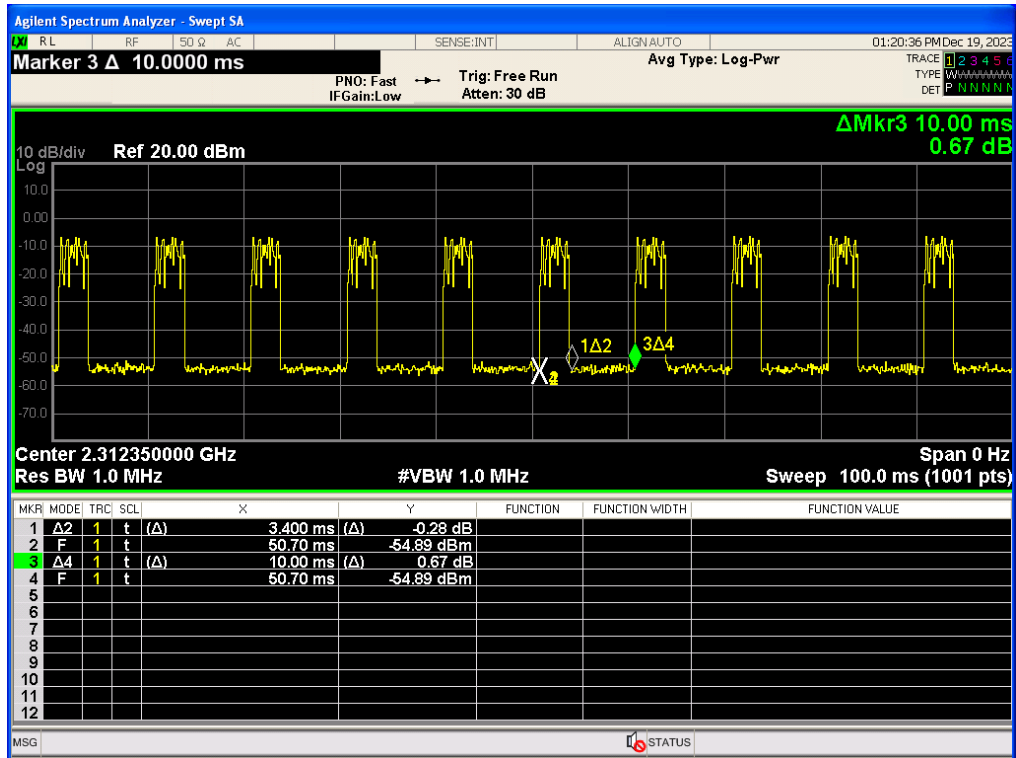 Agilent Spectrum Analyzer - Swept SA
LXI RL RF 50 Ω AC SENSE:INT ALIGN AUTO 01:20:36 PM Dec 19, 2023
Marker 3 Δ 10.0000 ms
PNO: Fast
IFGain:Low
Trig: Free Run
Atten: 30 dB
Avg Type: Log-Pwr
TRACE 1 2 3 4 5 6
TYPE W
DET P N N N N N
ΔMkr3 10.00 ms
0.67 dB
10 dB/div Ref 20.00 dBm
Log
10.0
0.00
-10.0
-20.0
-30.0
-40.0
-50.0
-60.0
-70.0
1Δ2 3Δ4
Center 2.312350000 GHz Span 0 Hz
Res BW 1.0 MHz #VBW 1.0 MHz Sweep 100.0 ms (1001 pts)
MKR MODE TRC SCL X Y FUNCTION FUNCTION WIDTH FUNCTION VALUE
1 Δ2 1 t (Δ) 3.400 ms (Δ) -0.28 dB
2 F 1 t 50.70 ms -54.89 dBm
3 Δ4 1 t (Δ) 10.00 ms (Δ) 0.67 dB
4 F 1 t 50.70 ms -54.89 dBm
5
6
7
8
9
10
11
12
MSG STATUS